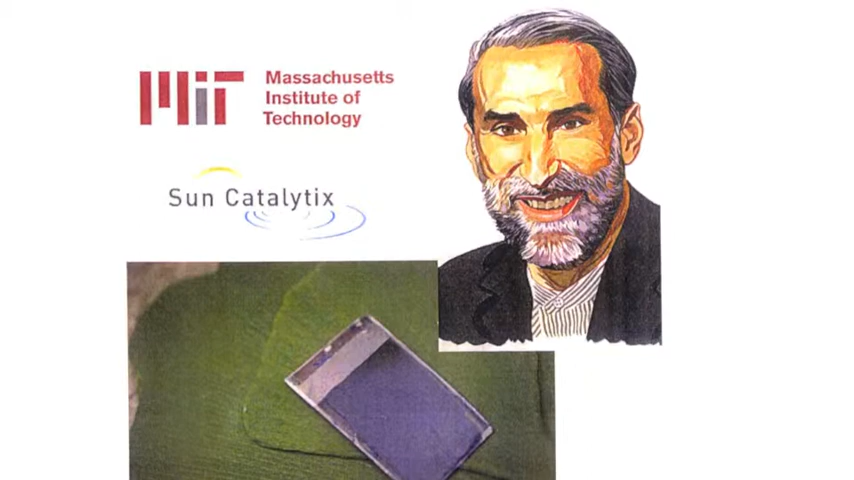 MIT
Massachusetts
Institute of
Technology
Sun Catalytix